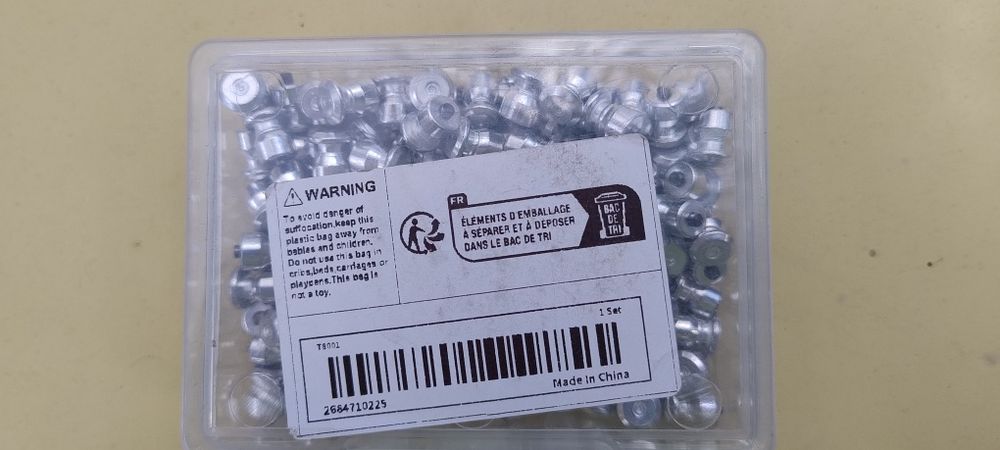 WARNING
To avoid danger of
suffocation,keep this
plastic bag away from
babies and children.
Do not use this bag in
cribs,beds,carriages or
playpens.This bag is
not a toy.
FR
ÉLÉMENTS D'EMBALLAGE
À SÉPARER ET À DÉPOSER
DANS LE BAC DE TRI
BAC
DE
TRI
1 Set
T8001
Made In China
2684710225